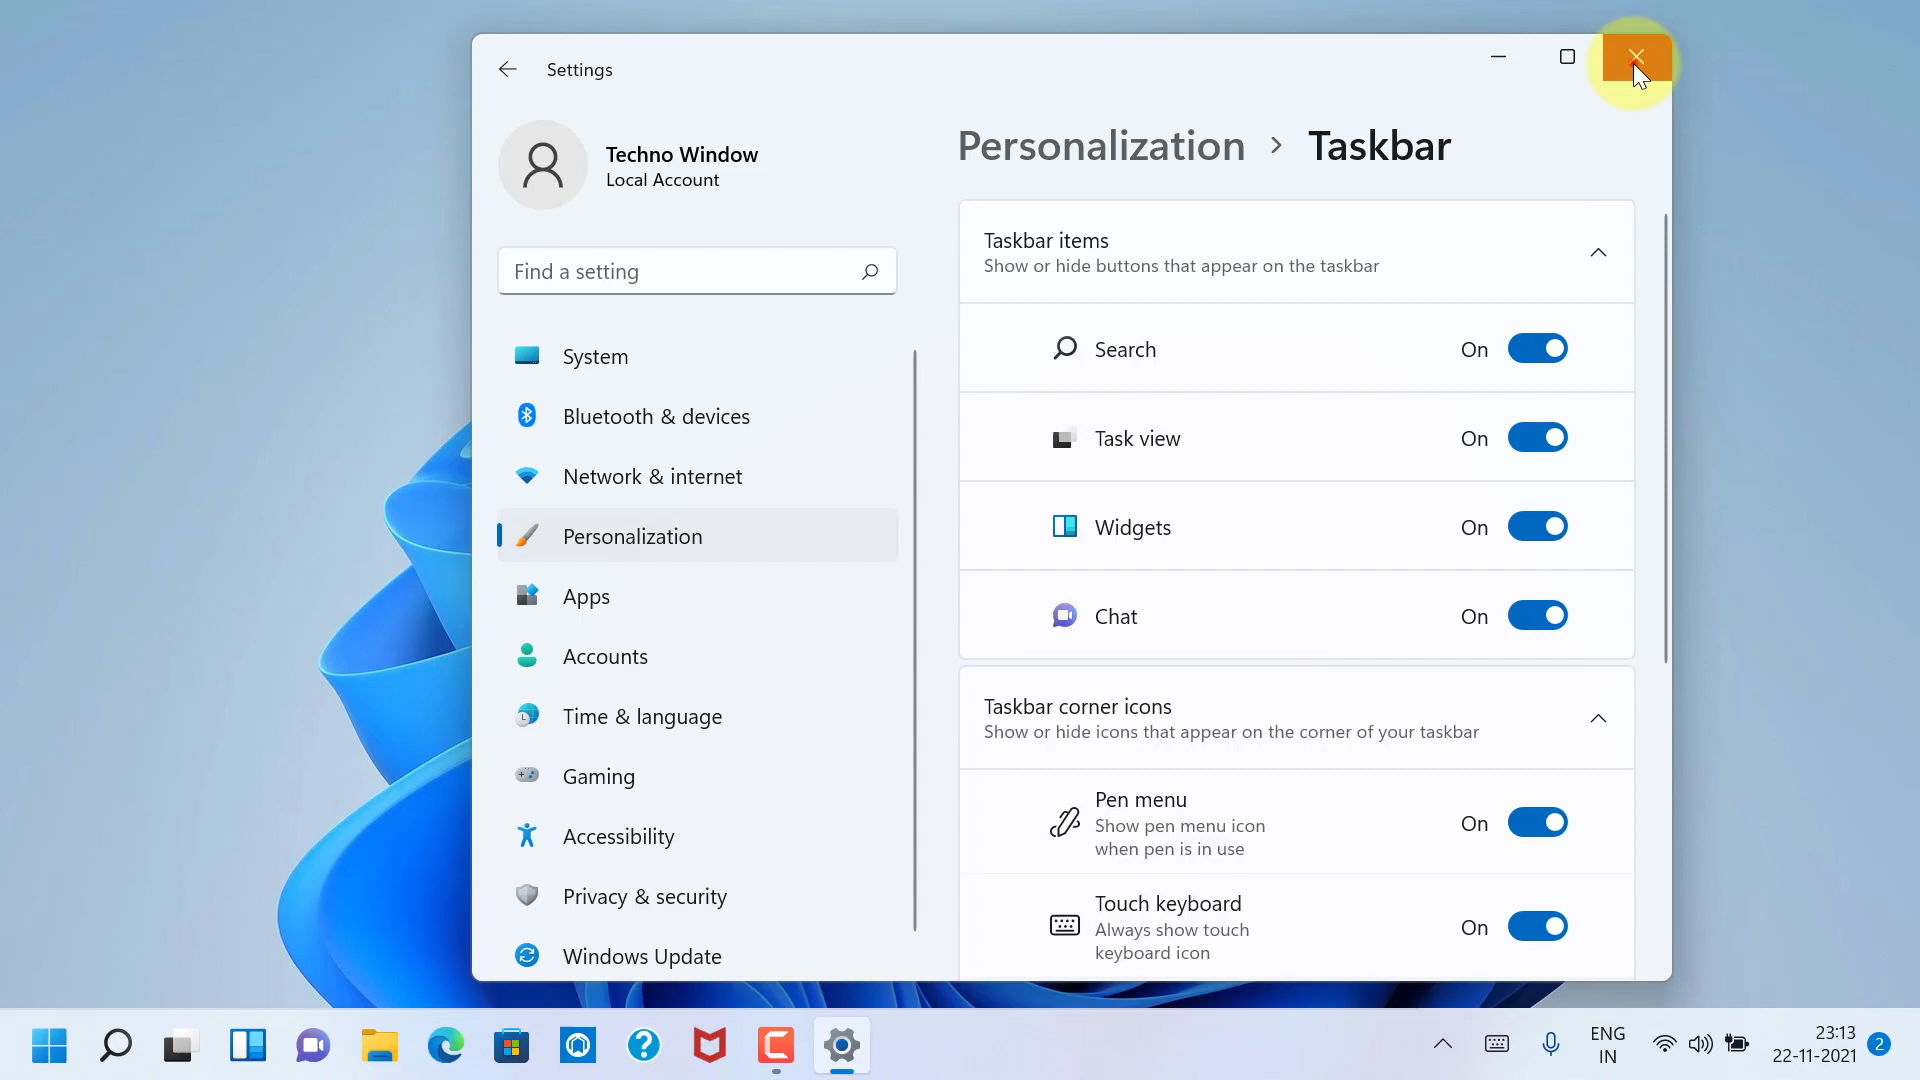 Settings
Techno Window
Local Account
Find a setting
System
Bluetooth & devices
Network & internet
Personalization
Apps
Accounts
Time & language
Gaming
Accessibility
Privacy & security
Windows Update
Personalization > Taskbar
Taskbar items
Show or hide buttons that appear on the taskbar
Search On
Task view On
Widgets On
Chat On
Taskbar corner icons
Show or hide icons that appear on the corner of your taskbar
Pen menu
Show pen menu icon
when pen is in use
On
Touch keyboard
Always show touch
keyboard icon
On
ENG
IN
23:13
22-11-2021
2